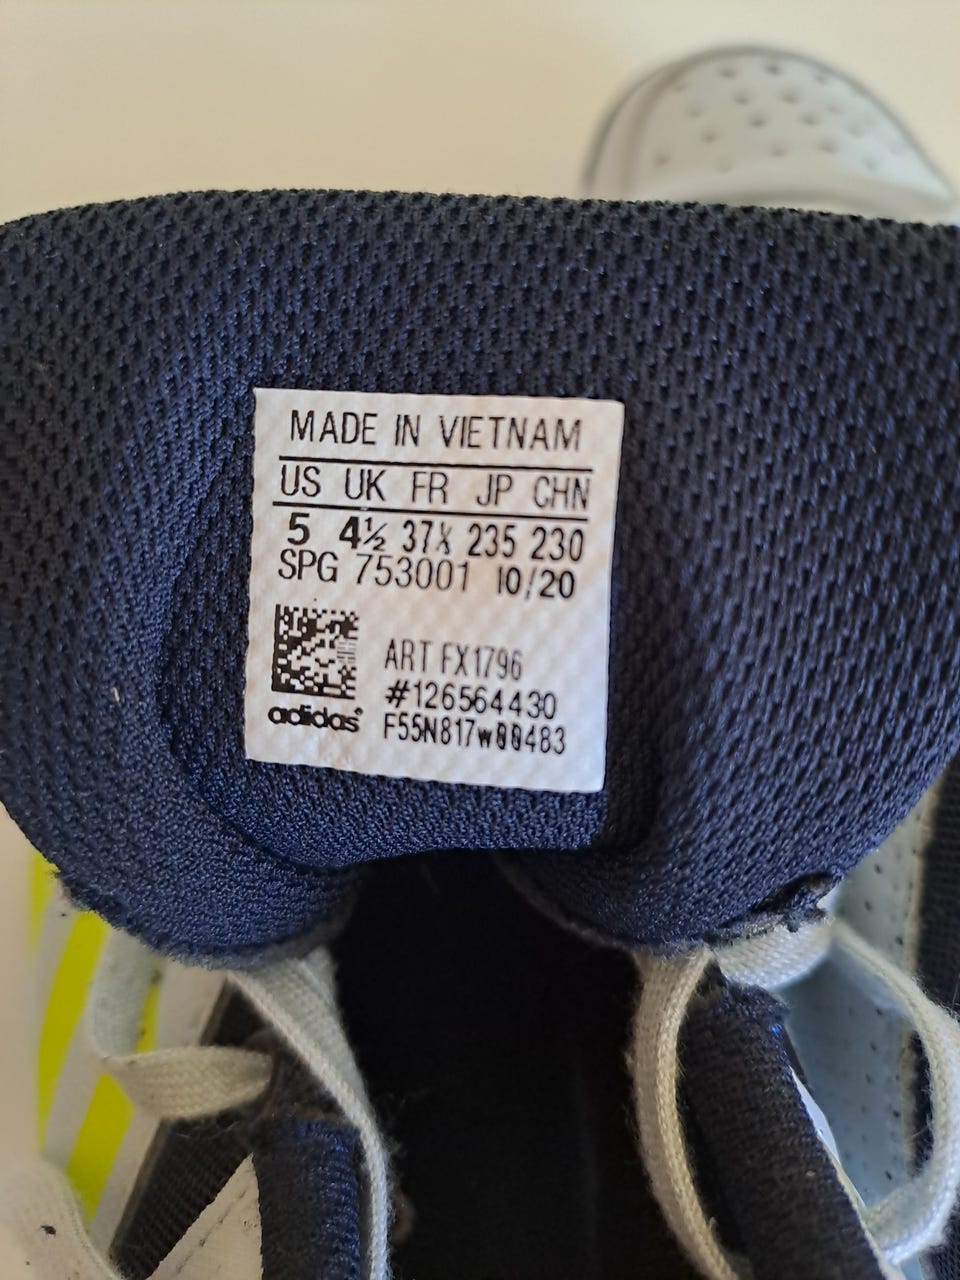 MADE IN VIETNAM
US UK FR JP CHN
5 4½ 37⅓ 235 230
SPG 753001 10/20
ART FX1796
#126564430
adidas®
F55N817w00483